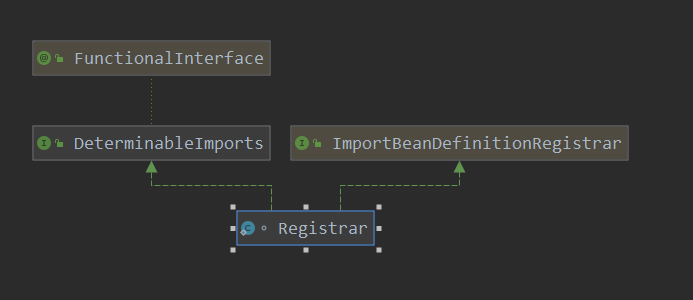 FunctionalInterface
DeterminableImports
ImportBeanDefinitionRegistrar
Registrar